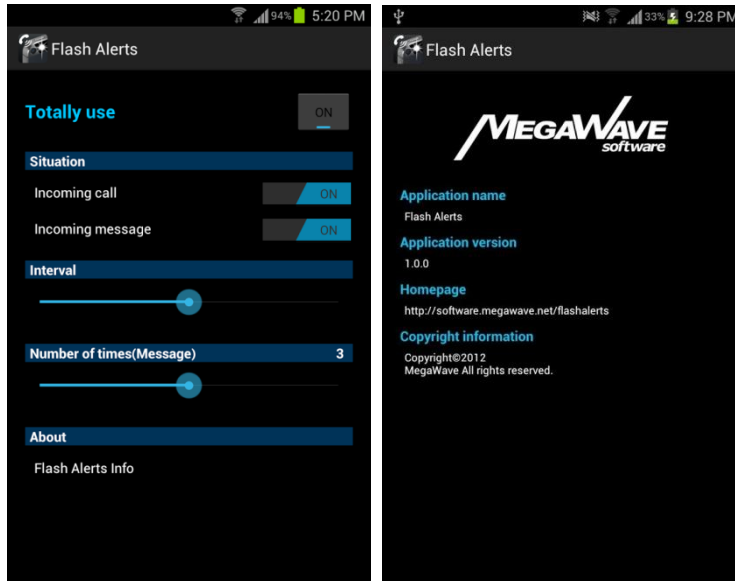 94% 5:20 PM
Flash Alerts
Totally use ON
Situation
Incoming call ON
Incoming message ON
Interval
Number of times(Message) 3
About
Flash Alerts Info
33% 9:28 PM
Flash Alerts
MEGAWAVE
software
Application name
Flash Alerts
Application version
1.0.0
Homepage
http://software.megawave.net/flashalerts
Copyright information
Copyright©2012
MegaWave All rights reserved.